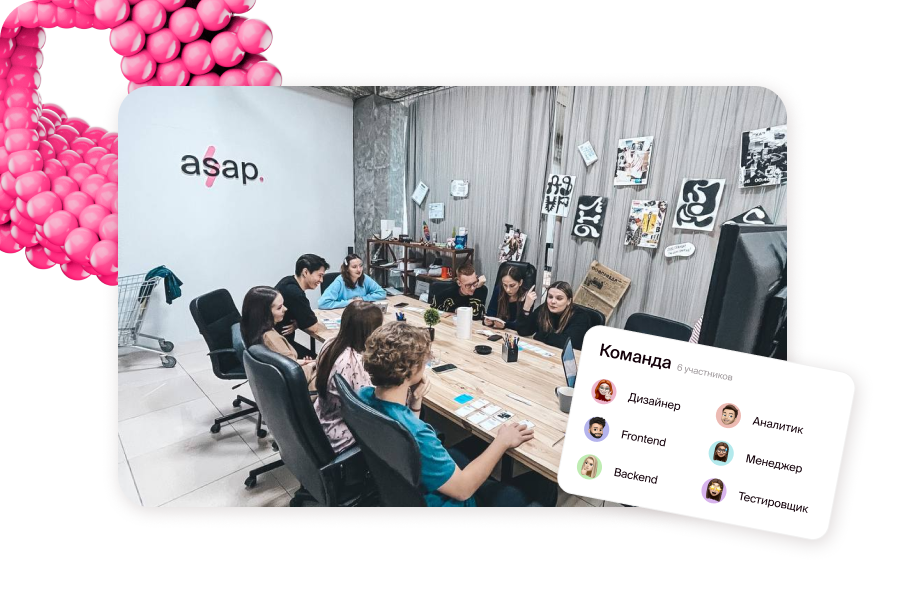 asap.
Команда 6 участников
Дизайнер
Frontend
Backend
Аналитик
Менеджер
Тестировщик